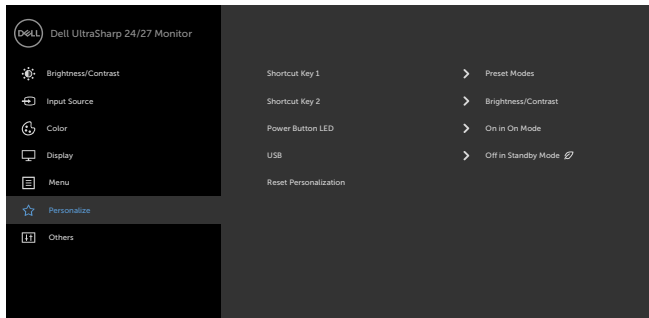 DELL Dell UltraSharp 24/27 Monitor
Brightness/Contrast
Input Source
Color
Display
Menu
Personalize
Others
Shortcut Key 1 Preset Modes
Shortcut Key 2 Brightness/Contrast
Power Button LED On in On Mode
USB Off in Standby Mode
Reset Personalization